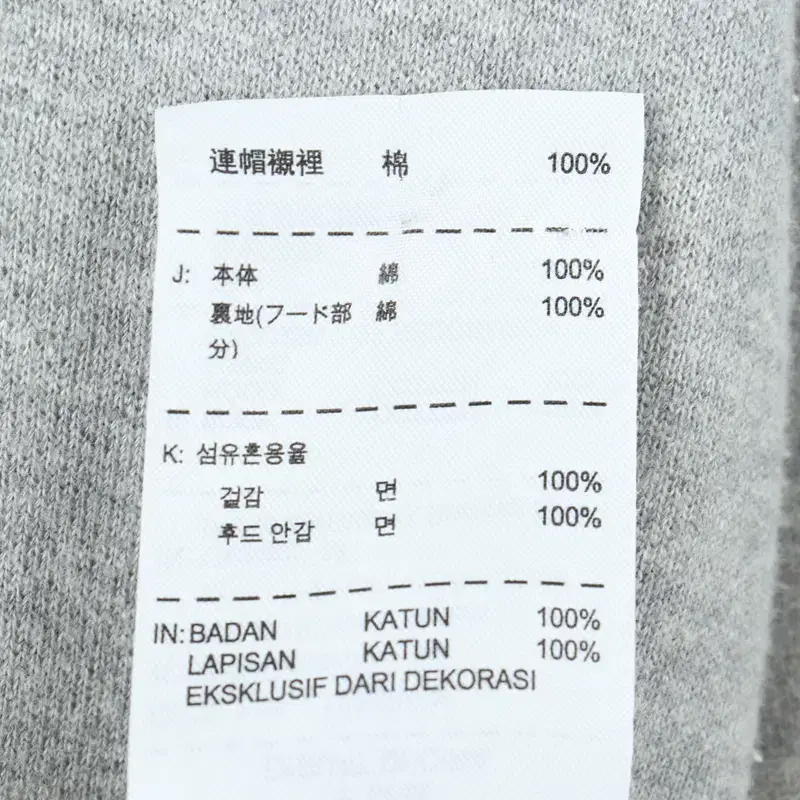 連帽襯裡 棉 100%
J: 本体 綿 100%
裏地(フード部 綿 100%
分)
K: 섬유혼용율
겉감 면 100%
후드 안감 면 100%
IN: BADAN KATUN 100%
LAPISAN KATUN 100%
EKSKLUSIF DARI DEKORASI